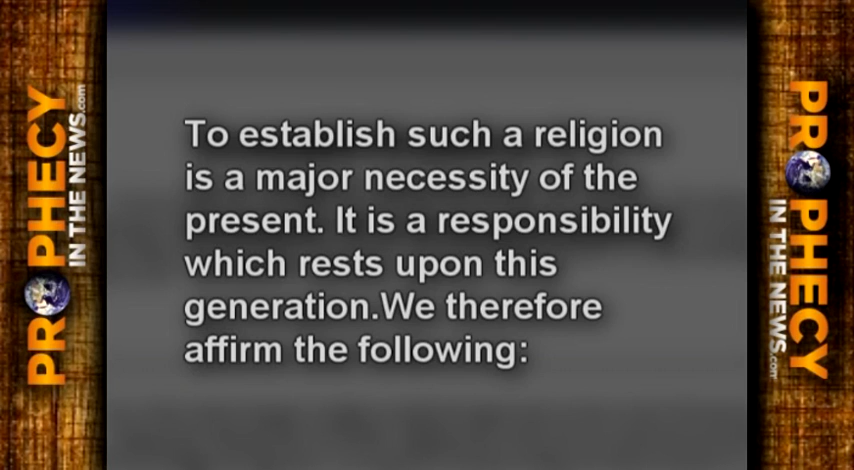 PROPHECY
IN THE NEWS.com
To establish such a religion
is a major necessity of the
present. It is a responsibility
which rests upon this
generation.We therefore
affirm the following:
PROPHECY
IN THE NEWS.com